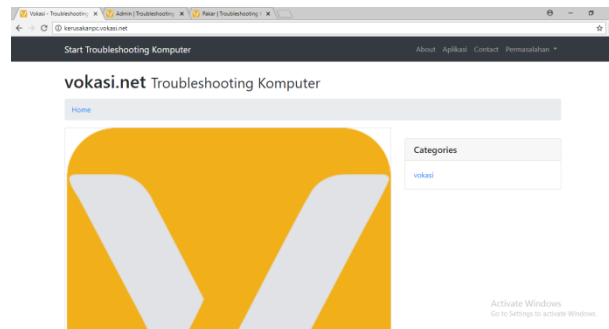 Vokasi - Troubleshooting
Admin | Troubleshooting
Pakar | Troubleshooting
kerusakanpc.vokasi.net
Start Troubleshooting Komputer
About Aplikasi Contact Permasalahan
vokasi.net Troubleshooting Komputer
Home
Categories
vokasi
Activate Windows
Go to Settings to activate Windows.